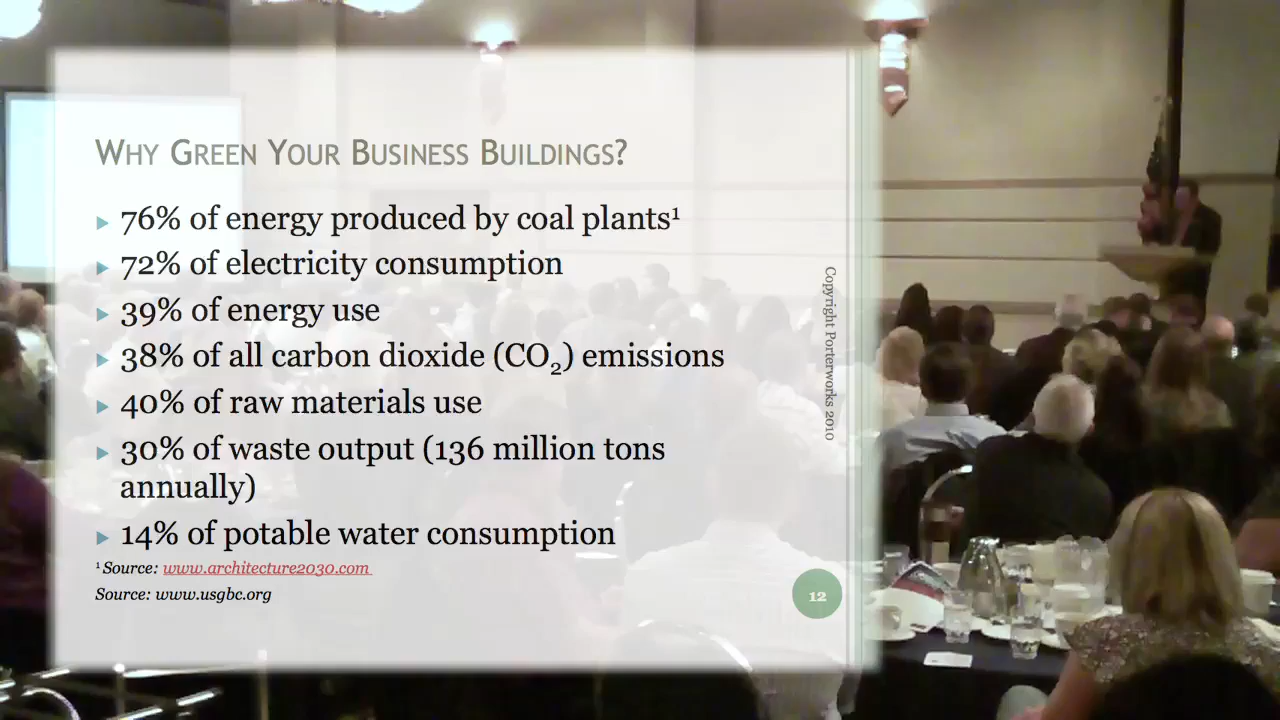 WHY GREEN YOUR BUSINESS BUILDINGS?
76% of energy produced by coal plants¹
72% of electricity consumption
39% of energy use
38% of all carbon dioxide (CO₂) emissions
40% of raw materials use
30% of waste output (136 million tons
annually)
14% of potable water consumption
¹ Source: www.architecture2030.com
Source: www.usgbc.org
Copyright Porterworks 2010
12